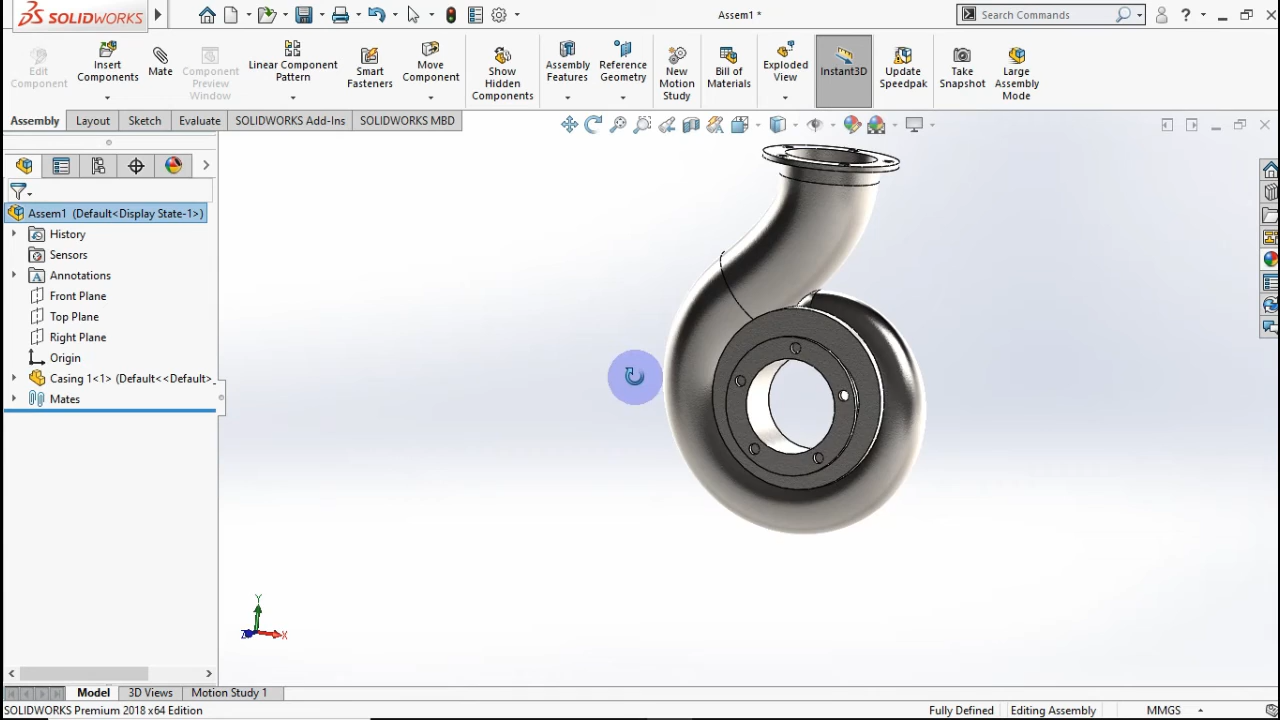 SOLIDWORKS
Assem1 *
Search Commands
Edit
Component
Insert
Components
Mate
Component
Preview
Window
Linear Component
Pattern
Smart
Fasteners
Move
Component
Show
Hidden
Components
Assembly
Features
Reference
Geometry
New
Motion
Study
Bill of
Materials
Exploded
View
Instant3D
Update
Speedpak
Take
Snapshot
Large
Assembly
Mode
Assembly
Layout
Sketch
Evaluate
SOLIDWORKS Add-Ins
SOLIDWORKS MBD
Assem1 (Default<Display State-1>)
History
Sensors
Annotations
Front Plane
Top Plane
Right Plane
Origin
Casing 1<1> (Default<<Default>_
Mates
Y
Z
X
Model
3D Views
Motion Study 1
SOLIDWORKS Premium 2018 x64 Edition
Fully Defined
Editing Assembly
MMGS